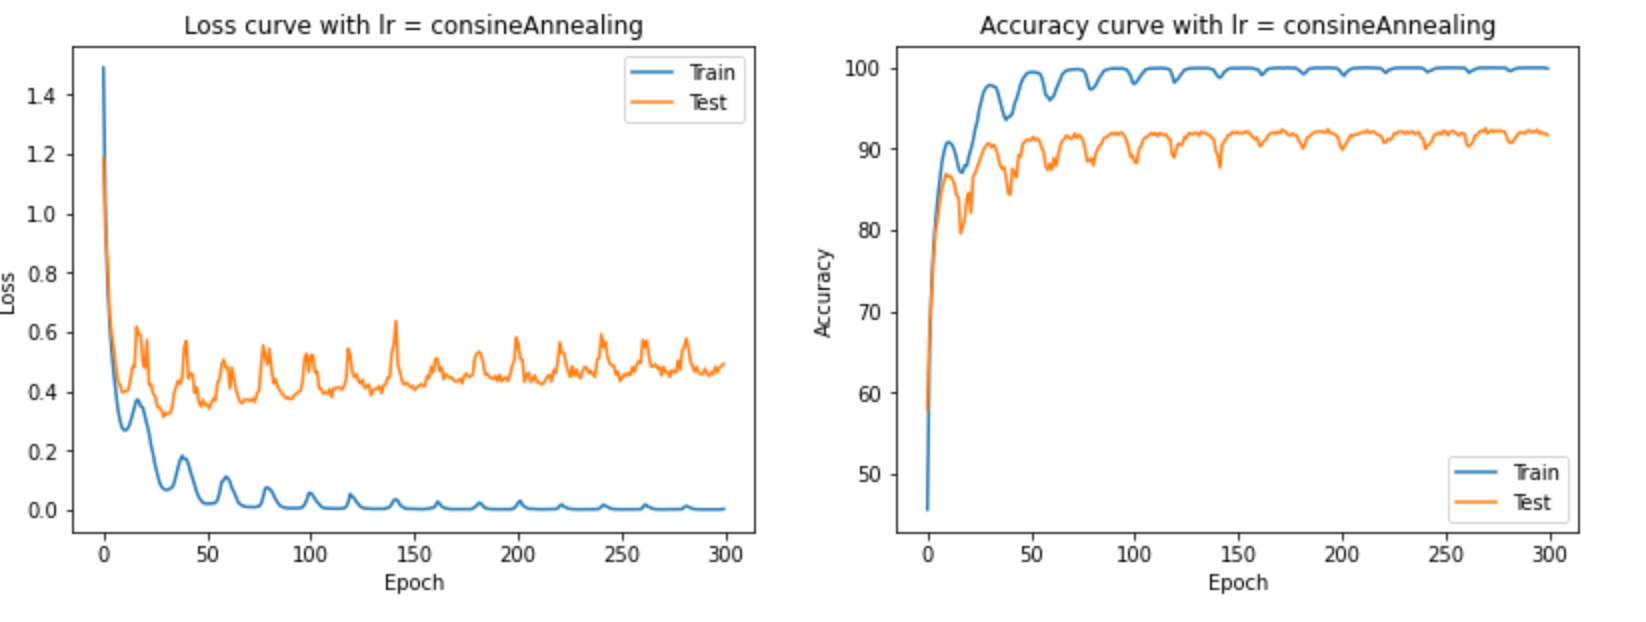 Loss curve with lr = consineAnnealing
Train
Test
1.4
1.2
1.0
0.8
0.6
0.4
0.2
0.0
Loss
0 50 100 150 200 250 300
Epoch
Accuracy curve with lr = consineAnnealing
100
90
80
70
60
50
Accuracy
Train
Test
0 50 100 150 200 250 300
Epoch